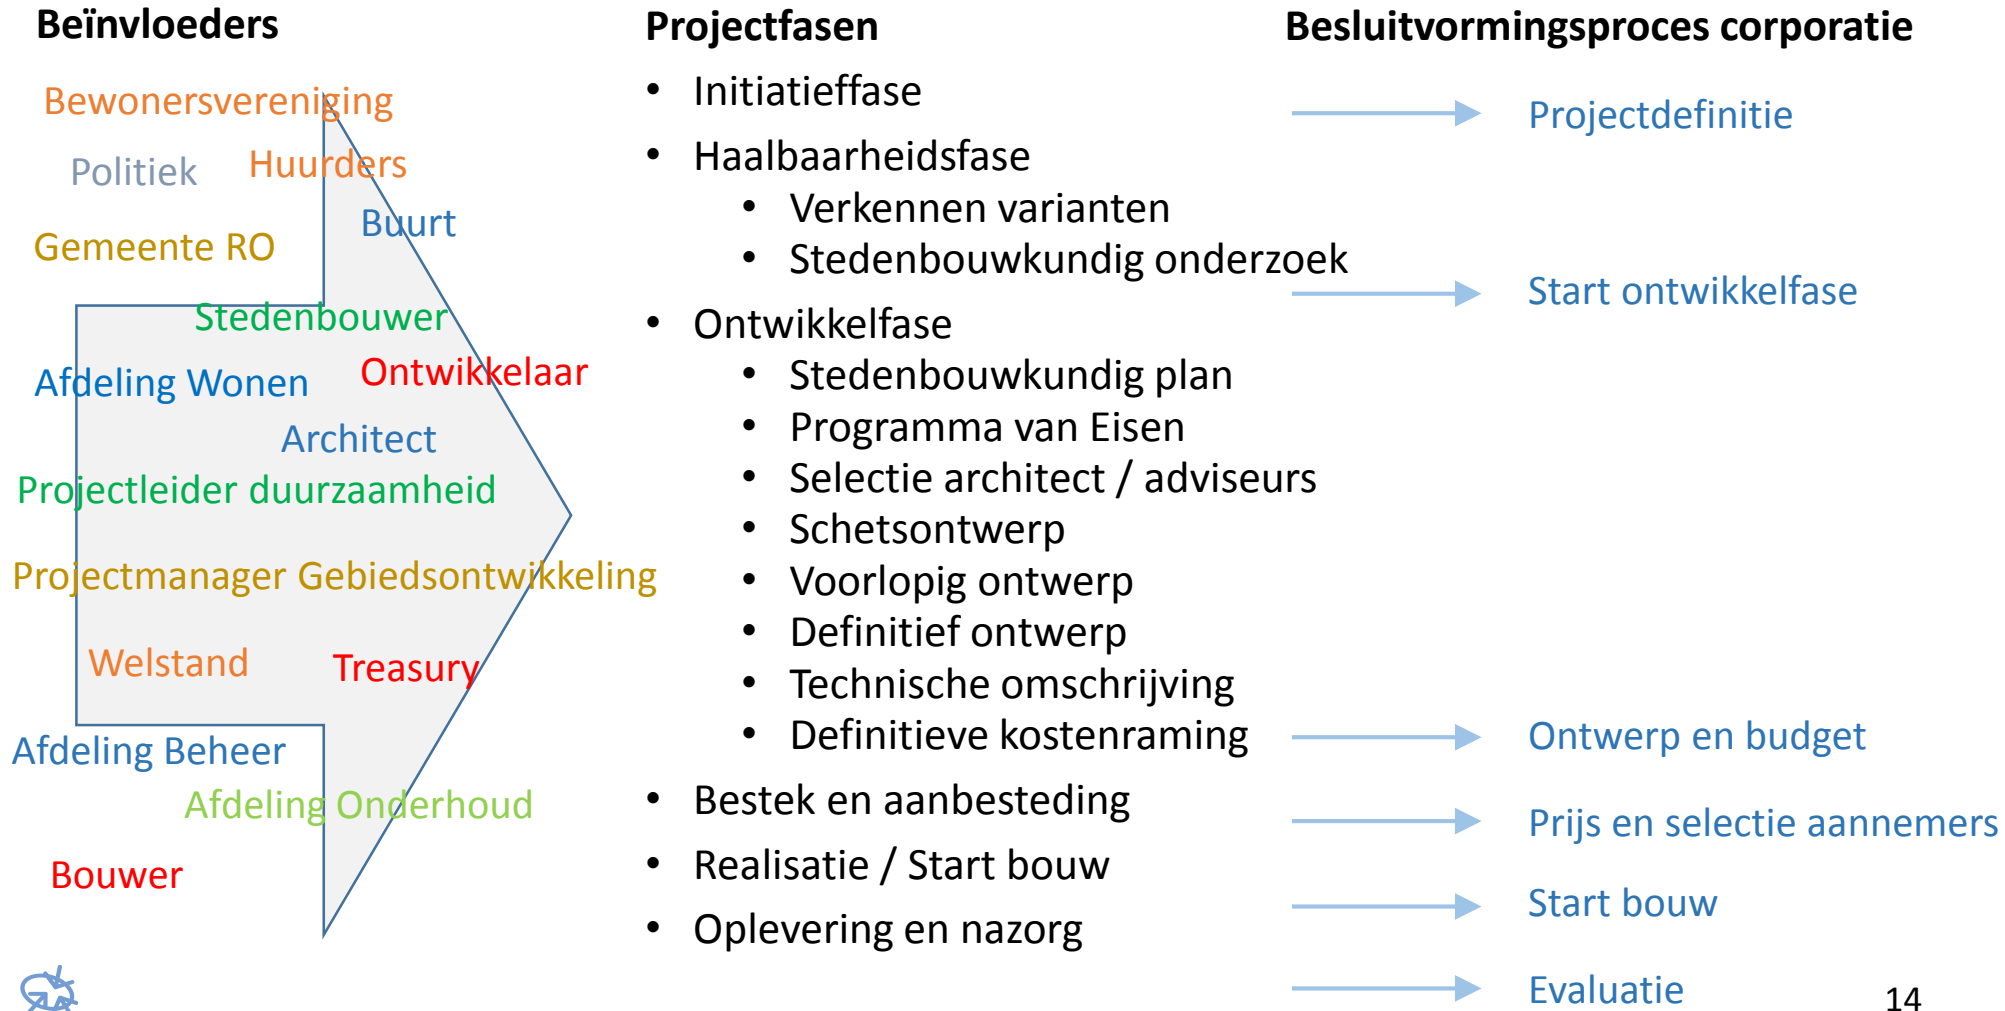 Beïnvloeders
Bewonersvereniging
Politiek
Huurders
Buurt
Gemeente RO
Stedenbouwer
Afdeling Wonen
Ontwikkelaar
Architect
Projectleider duurzaamheid
Projectmanager Gebiedsontwikkeling
Welstand
Treasury
Afdeling Beheer
Afdeling Onderhoud
Bouwer
Projectfasen
• Initiatieffase
• Haalbaarheidsfase
• Verkennen varianten
• Stedenbouwkundig onderzoek
• Ontwikkelfase
• Stedenbouwkundig plan
• Programma van Eisen
• Selectie architect / adviseurs
• Schetsontwerp
• Voorlopig ontwerp
• Definitief ontwerp
• Technische omschrijving
• Definitieve kostenraming
• Bestek en aanbesteding
• Realisatie / Start bouw
• Oplevering en nazorg
Besluitvormingsproces corporatie
Projectdefinitie
Start ontwikkelfase
Ontwerp en budget
Prijs en selectie aannemers
Start bouw
Evaluatie
14